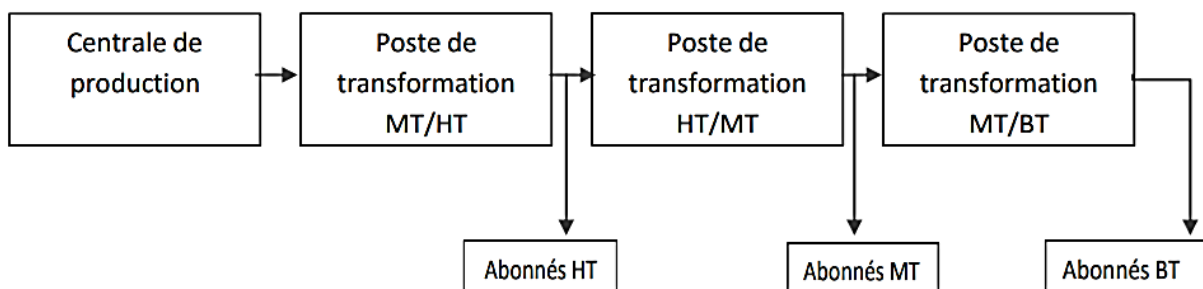 Centrale de
production
Poste de
transformation
MT/HT
Poste de
transformation
HT/MT
Poste de
transformation
MT/BT
Abonnés HT
Abonnés MT
Abonnés BT